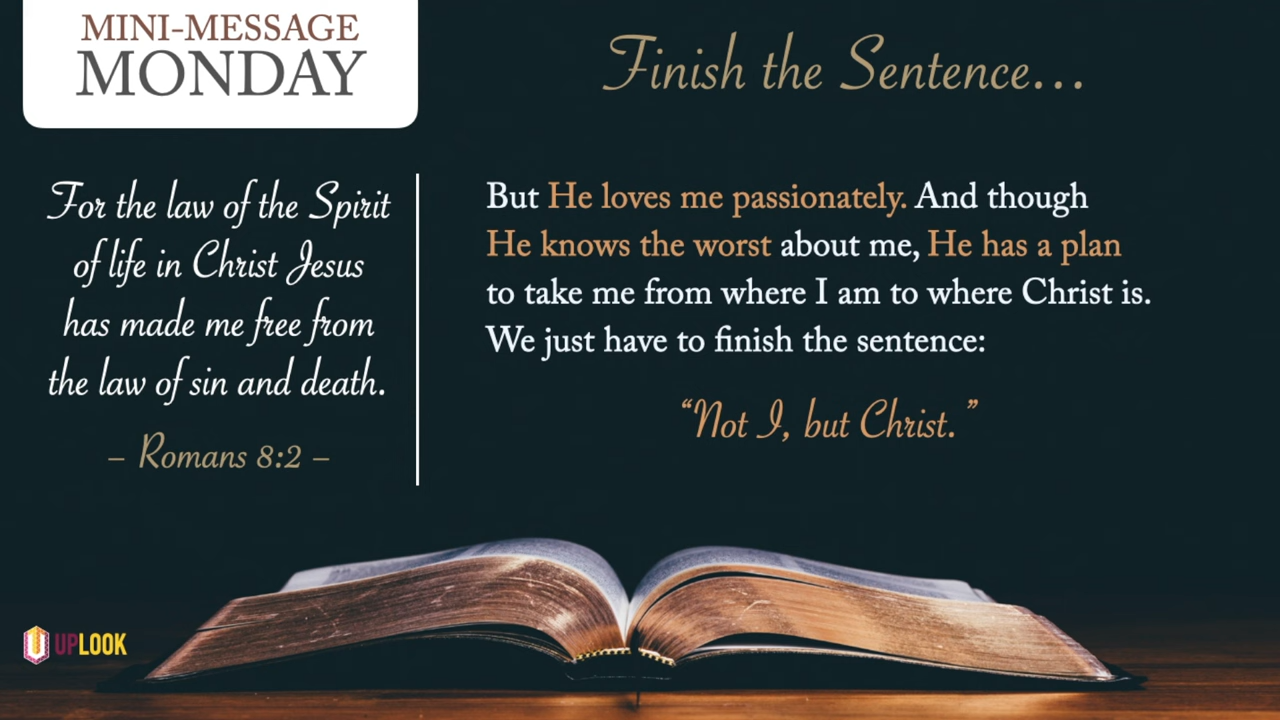 MINI-MESSAGE
MONDAY
Finish the Sentence...
For the law of the Spirit
of life in Christ Jesus
has made me free from
the law of sin and death.
– Romans 8:2 –
But He loves me passionately. And though
He knows the worst about me, He has a plan
to take me from where I am to where Christ is.
We just have to finish the sentence:
“Not I, but Christ.”
UPLOOK